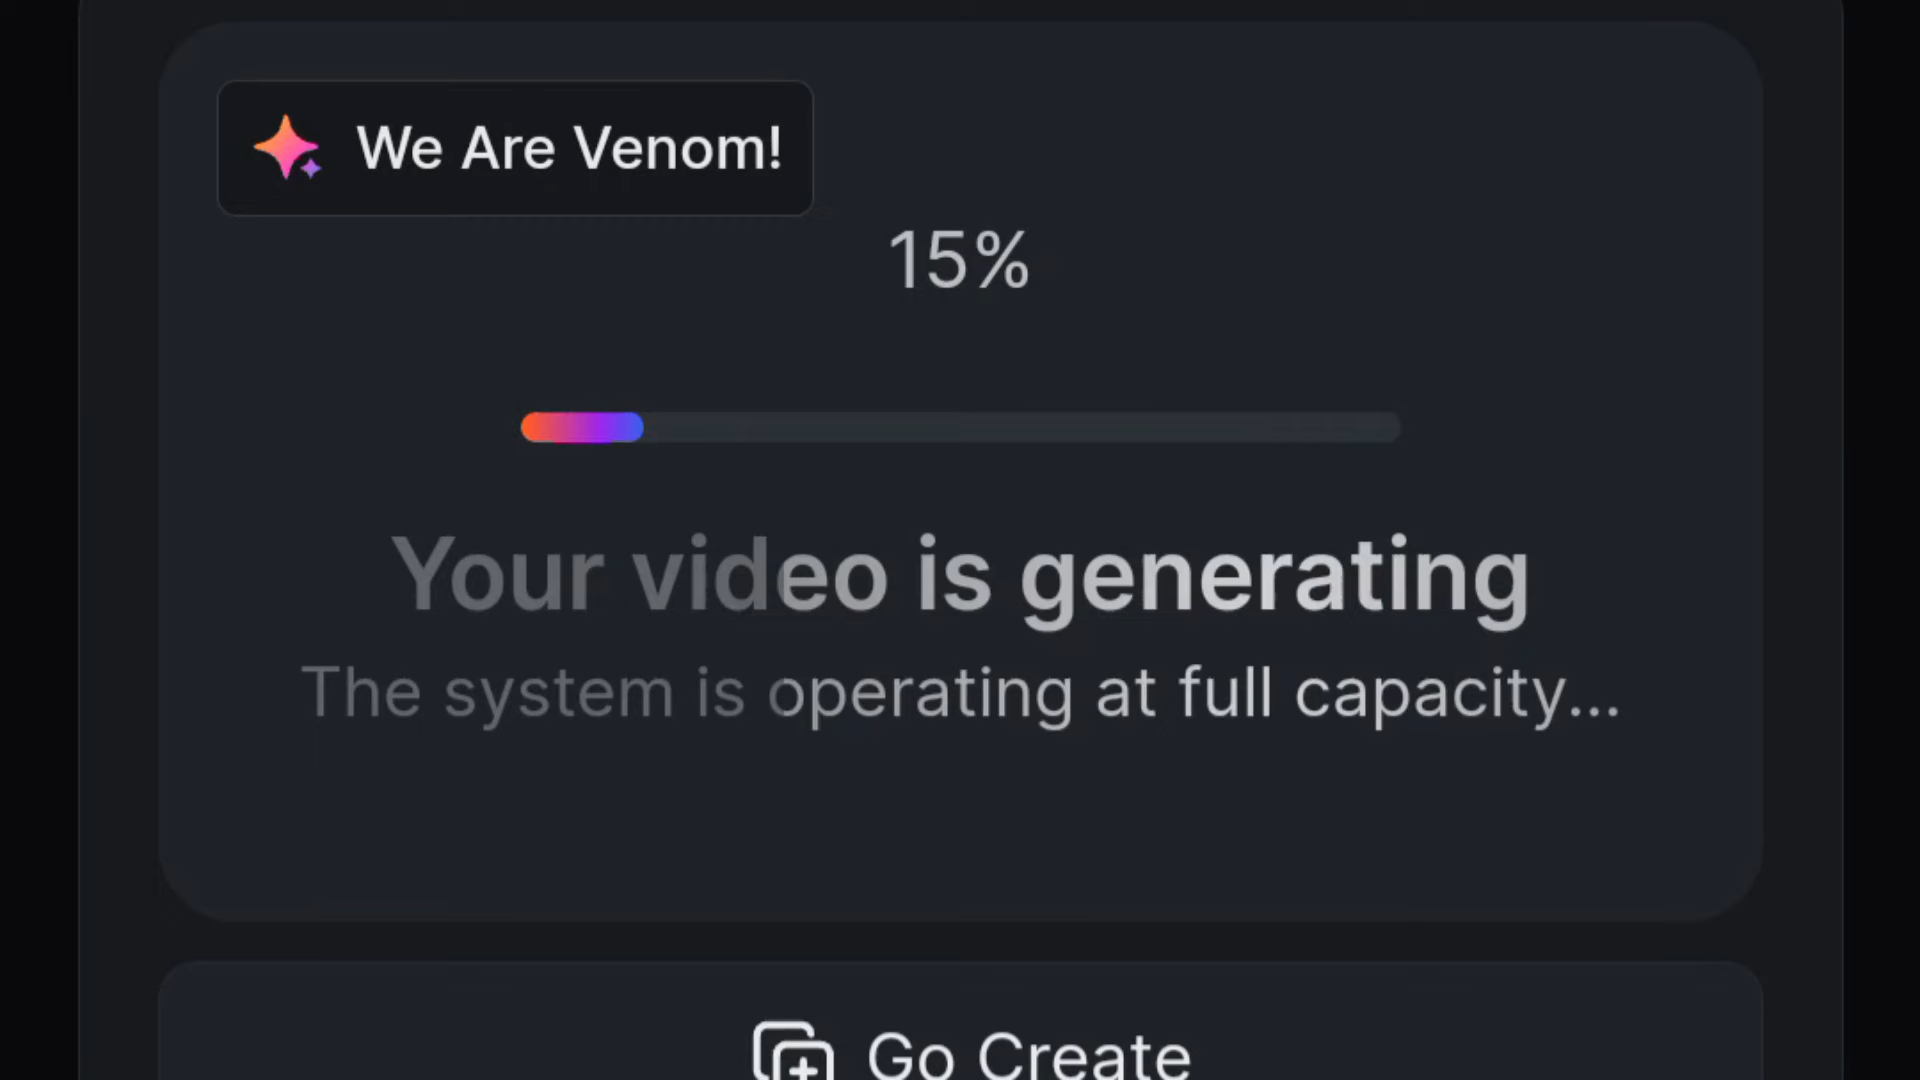 We Are Venom!
15%
Your video is generating
The system is operating at full capacity...
Go Create